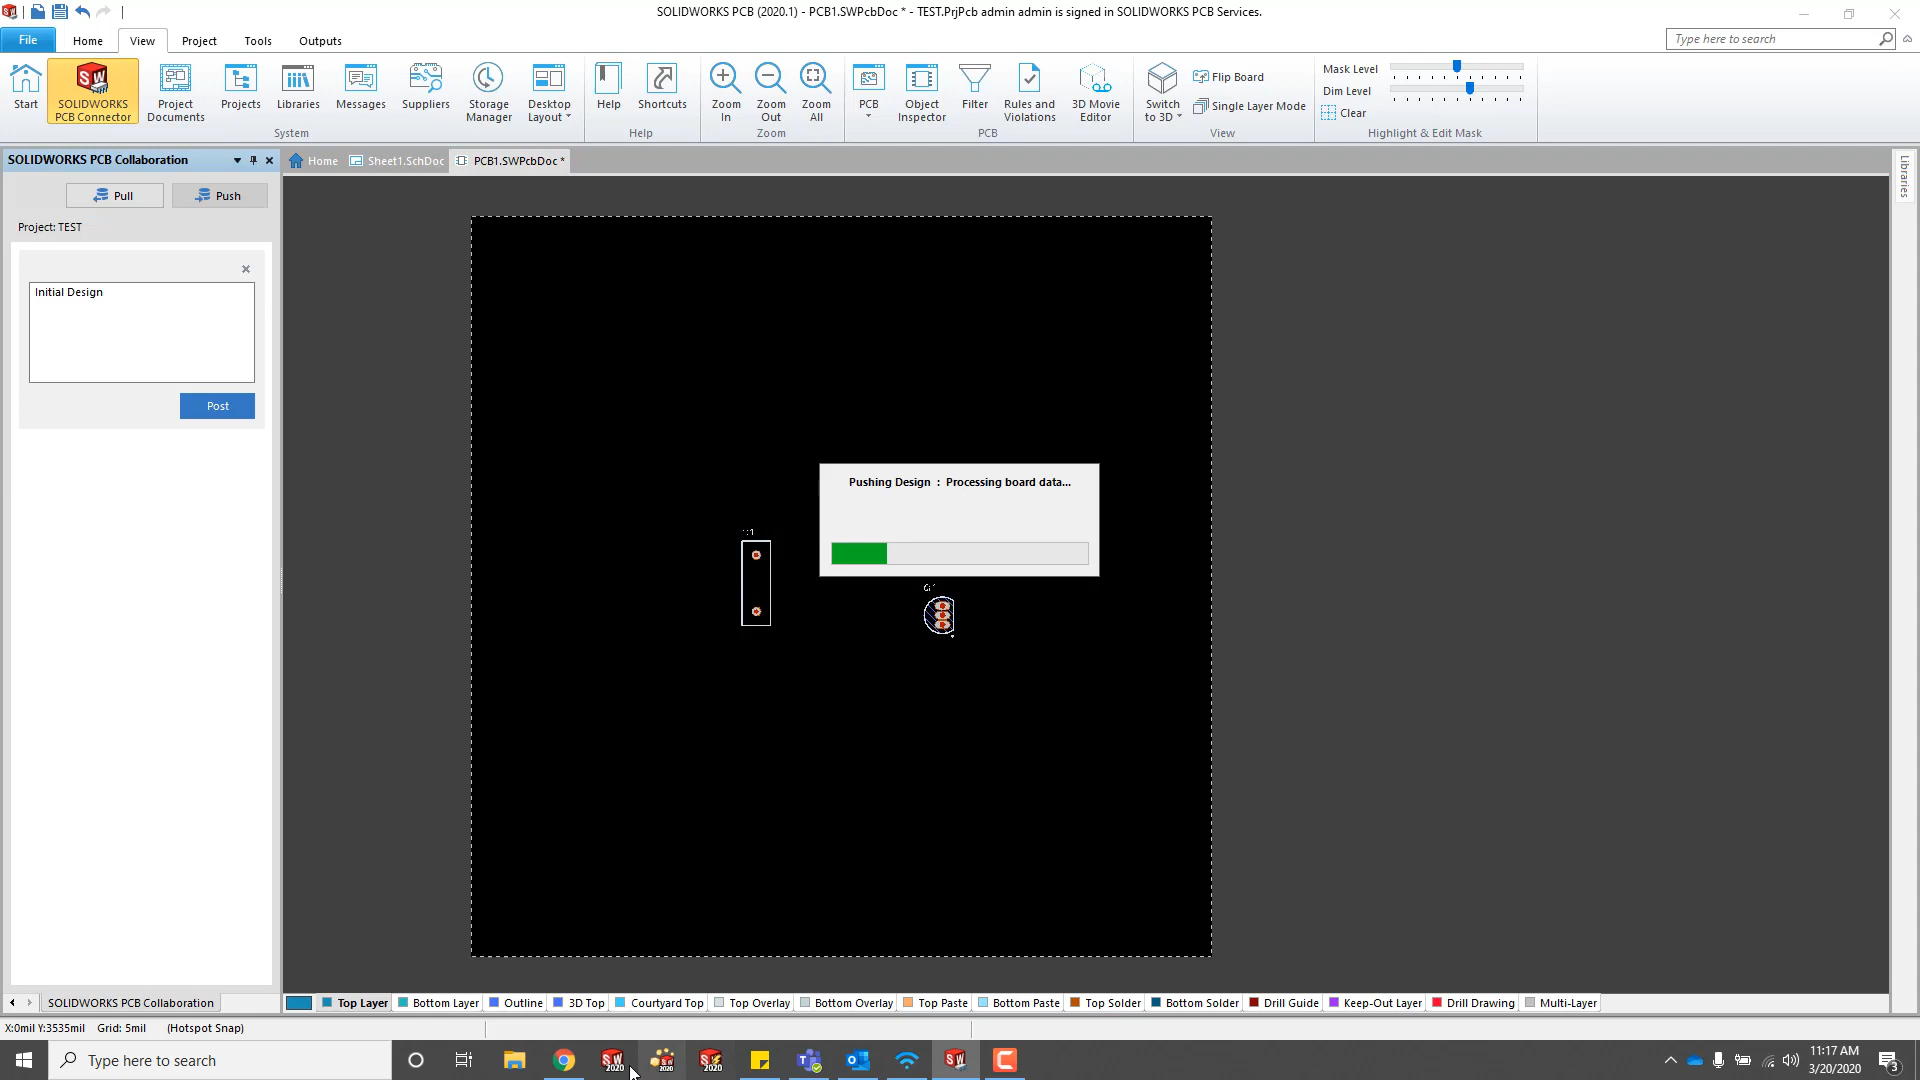 SOLIDWORKS PCB (2020.1) - PCB1.SWPcbDoc * - TEST.PrjPcb admin admin is signed in SOLIDWORKS PCB Services.
File Home View Project Tools Outputs
Type here to search
Start
SOLIDWORKS PCB Connector
Project Documents
Projects
Libraries
Messages
Suppliers
Storage Manager
Desktop Layout
System
Help
Shortcuts
Help
Zoom In
Zoom Out
Zoom All
Zoom
PCB
Object Inspector
Filter
Rules and Violations
3D Movie Editor
PCB
Switch to 3D
Flip Board
Single Layer Mode
View
Mask Level
Dim Level
Clear
Highlight & Edit Mask
SOLIDWORKS PCB Collaboration
Home Sheet1.SchDoc PCB1.SWPcbDoc *
Libraries
Pull Push
Project: TEST
Initial Design
Post
Pushing Design : Processing board data...
SOLIDWORKS PCB Collaboration
Top Layer Bottom Layer Outline 3D Top Courtyard Top Top Overlay Bottom Overlay Top Paste Bottom Paste Top Solder Bottom Solder Drill Guide Keep-Out Layer Drill Drawing Multi-Layer
X:0mil Y:3535mil Grid: 5mil (Hotspot Snap)
Type here to search
SW 2020
2020
SW 2020
11:17 AM
3/20/2020
3